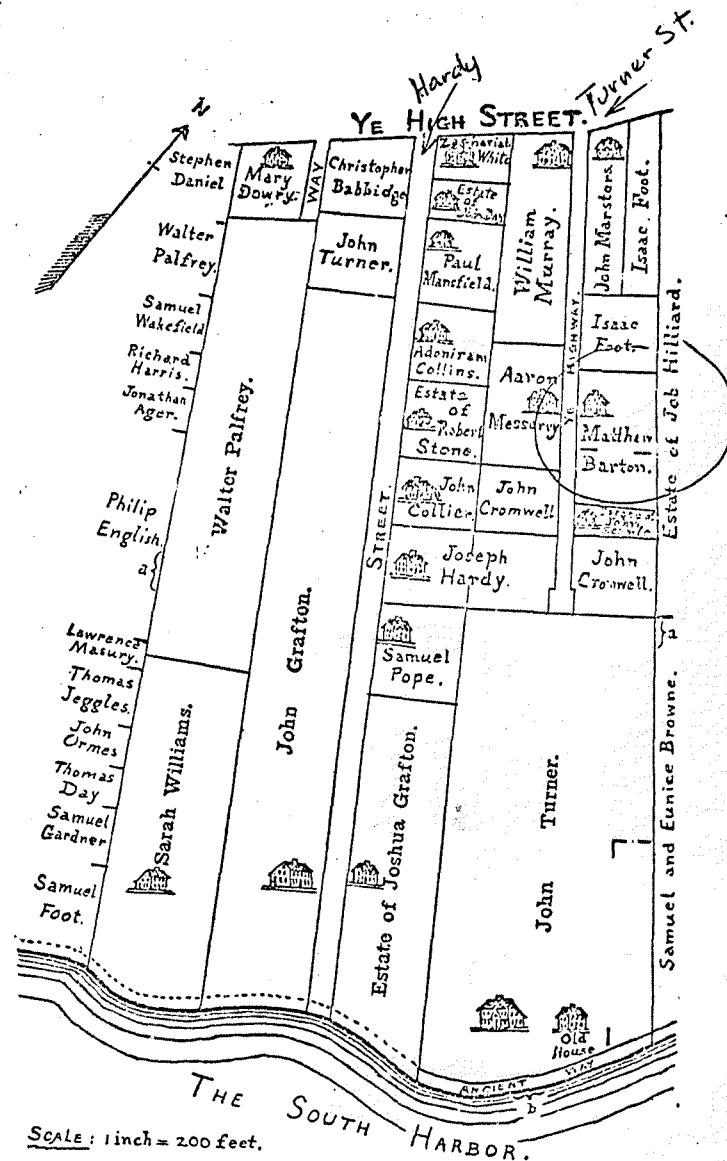 Turner St.
Hardy
N
YE HIGH STREET.
Stephen
Daniel
Mary
Dowry.
WAY
Christopher
Babbidge
Zachariah
White
John Marsters
Isaac Foot.
Estate
of
William
Murray.
Walter
Palfrey.
John
Turner.
Paul
Mansfield.
Samuel
Wakefield
Richard
Harris.
Jonathan
Ager.
Adoniram
Collins.
Isaac
Foot.
YE HIGHWAY.
Estate of Job Hilliard.
Aaron
Messurvy
Estate
of
Robert
Stone.
Matthew
Barton.
Walter Palfrey.
Philip
English.
a
STREET.
John
Collier
John
Cromwell
Joseph
Hardy.
John
Cromwell.
a
Lawrence
Masury.
Thomas
Jeggles.
John
Ormes
Thomas
Day
Samuel
Gardner
Samuel
Foot.
Sarah Williams.
John Grafton.
Samuel
Pope.
Estate of Joshua Grafton.
John Turner.
Samuel and Eunice Browne.
Old
House
ANCIENT WAY
b
THE SOUTH HARBOR.
SCALE: 1 inch = 200 feet.